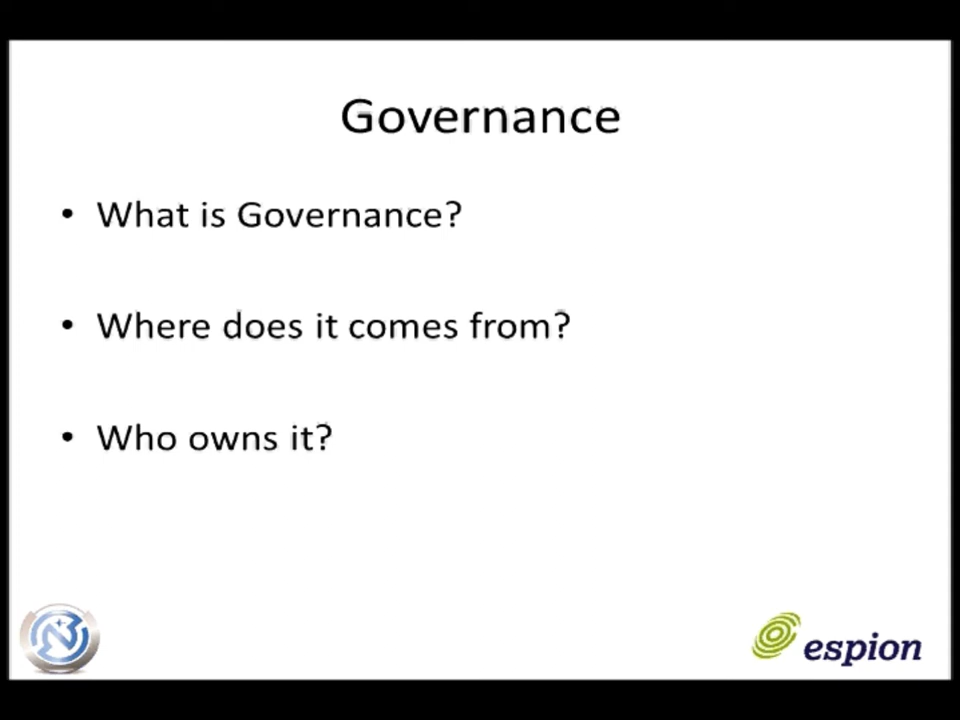 Governance
• What is Governance?
• Where does it comes from?
• Who owns it?
espion